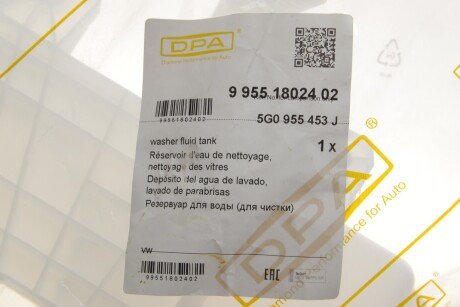 DPA
Diamond Performance for Auto
9 955 18024 02
99551802402
5G0 955 453 J
washer fluid tank
1 x
Réservoir d'eau de nettoyage,
nettoyage des vitres
Depósito del agua de lavado,
lavado de parabrisas
Резервуар для воды (для чистки)
VW
99551802402
EAC
DPA
Diamond Performance for Auto